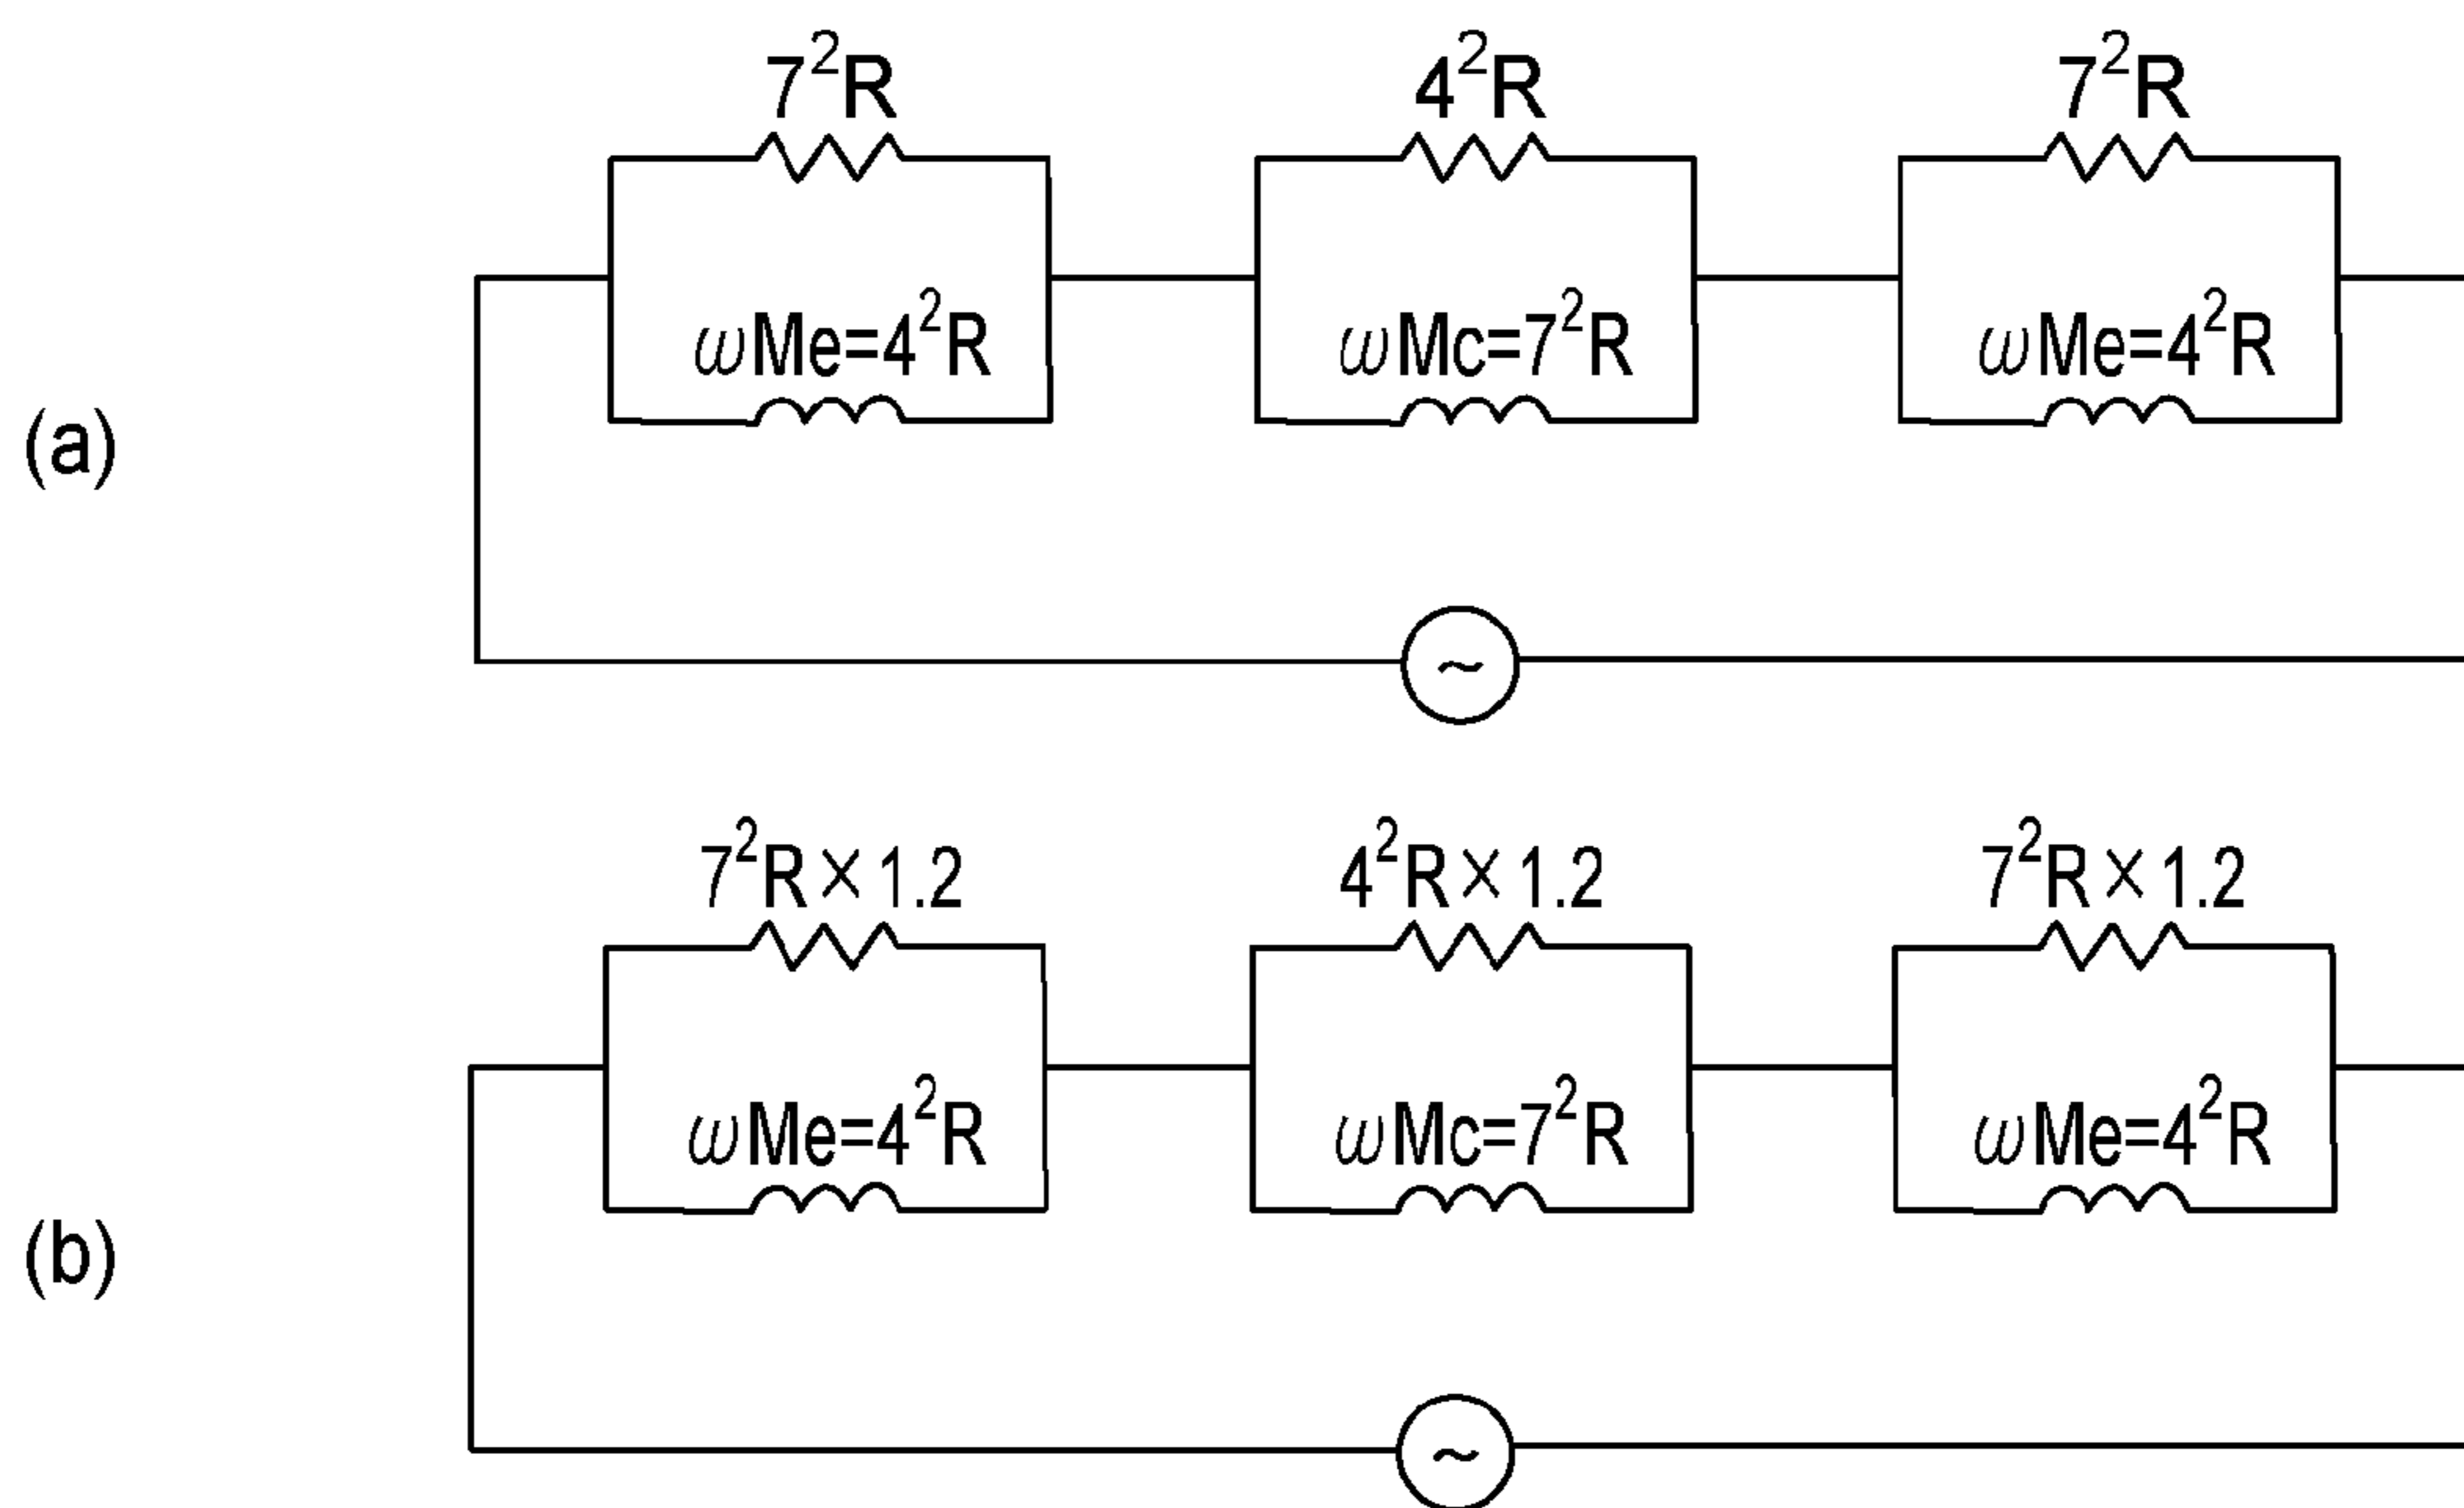 7²R 4²R 7²R
ωMe=4²R ωMc=7²R ωMe=4²R
(a)
~
7²R×1.2 4²R×1.2 7²R×1.2
ωMe=4²R ωMc=7²R ωMe=4²R
(b)
~